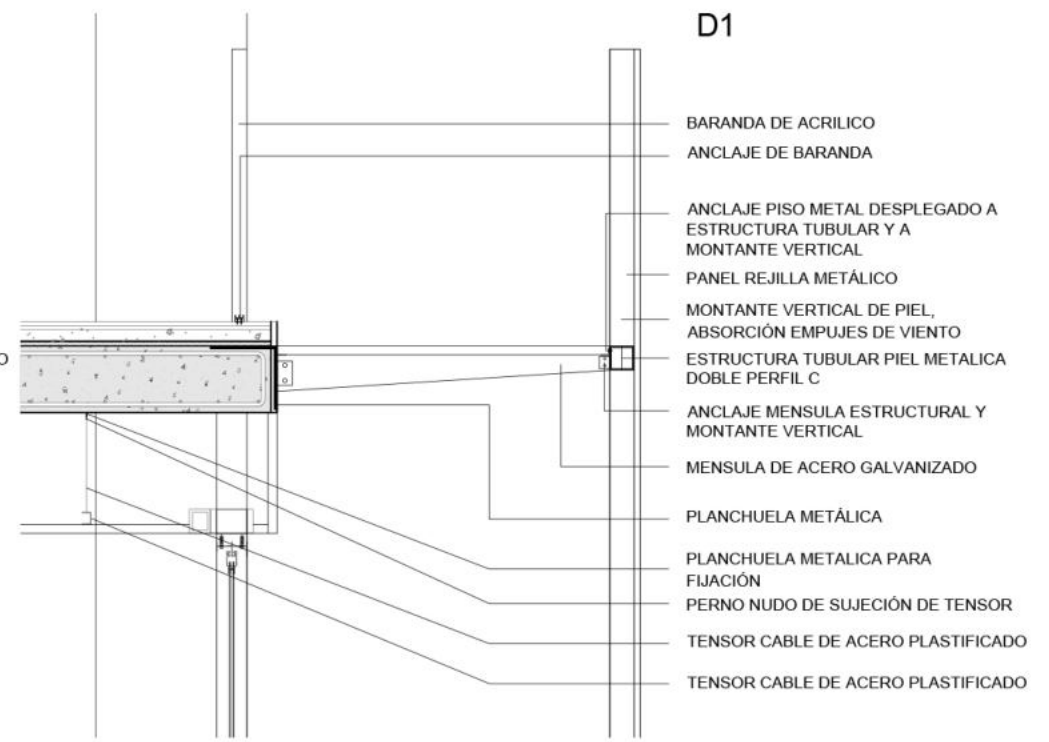 D1
BARANDA DE ACRILICO
ANCLAJE DE BARANDA
ANCLAJE PISO METAL DESPLEGADO A
ESTRUCTURA TUBULAR Y A
MONTANTE VERTICAL
PANEL REJILLA METÁLICO
MONTANTE VERTICAL DE PIEL,
ABSORCIÓN EMPUJES DE VIENTO
O
ESTRUCTURA TUBULAR PIEL METALICA
DOBLE PERFIL C
ANCLAJE MENSULA ESTRUCTURAL Y
MONTANTE VERTICAL
MENSULA DE ACERO GALVANIZADO
PLANCHUELA METÁLICA
PLANCHUELA METALICA PARA
FIJACIÓN
PERNO NUDO DE SUJECIÓN DE TENSOR
TENSOR CABLE DE ACERO PLASTIFICADO
TENSOR CABLE DE ACERO PLASTIFICADO